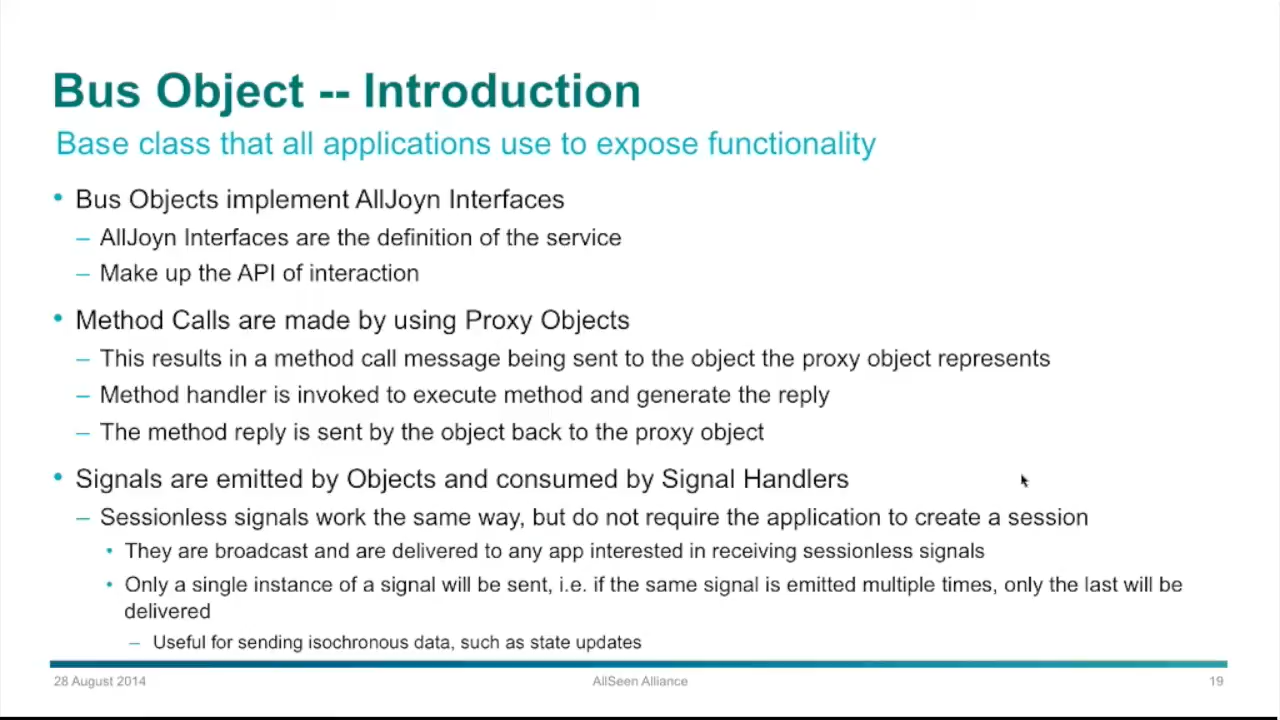 Bus Object -- Introduction
Base class that all applications use to expose functionality
• Bus Objects implement AllJoyn Interfaces
– AllJoyn Interfaces are the definition of the service
– Make up the API of interaction
• Method Calls are made by using Proxy Objects
– This results in a method call message being sent to the object the proxy object represents
– Method handler is invoked to execute method and generate the reply
– The method reply is sent by the object back to the proxy object
• Signals are emitted by Objects and consumed by Signal Handlers
– Sessionless signals work the same way, but do not require the application to create a session
• They are broadcast and are delivered to any app interested in receiving sessionless signals
• Only a single instance of a signal will be sent, i.e. if the same signal is emitted multiple times, only the last will be
delivered
– Useful for sending isochronous data, such as state updates
28 August 2014
AllSeen Alliance
19